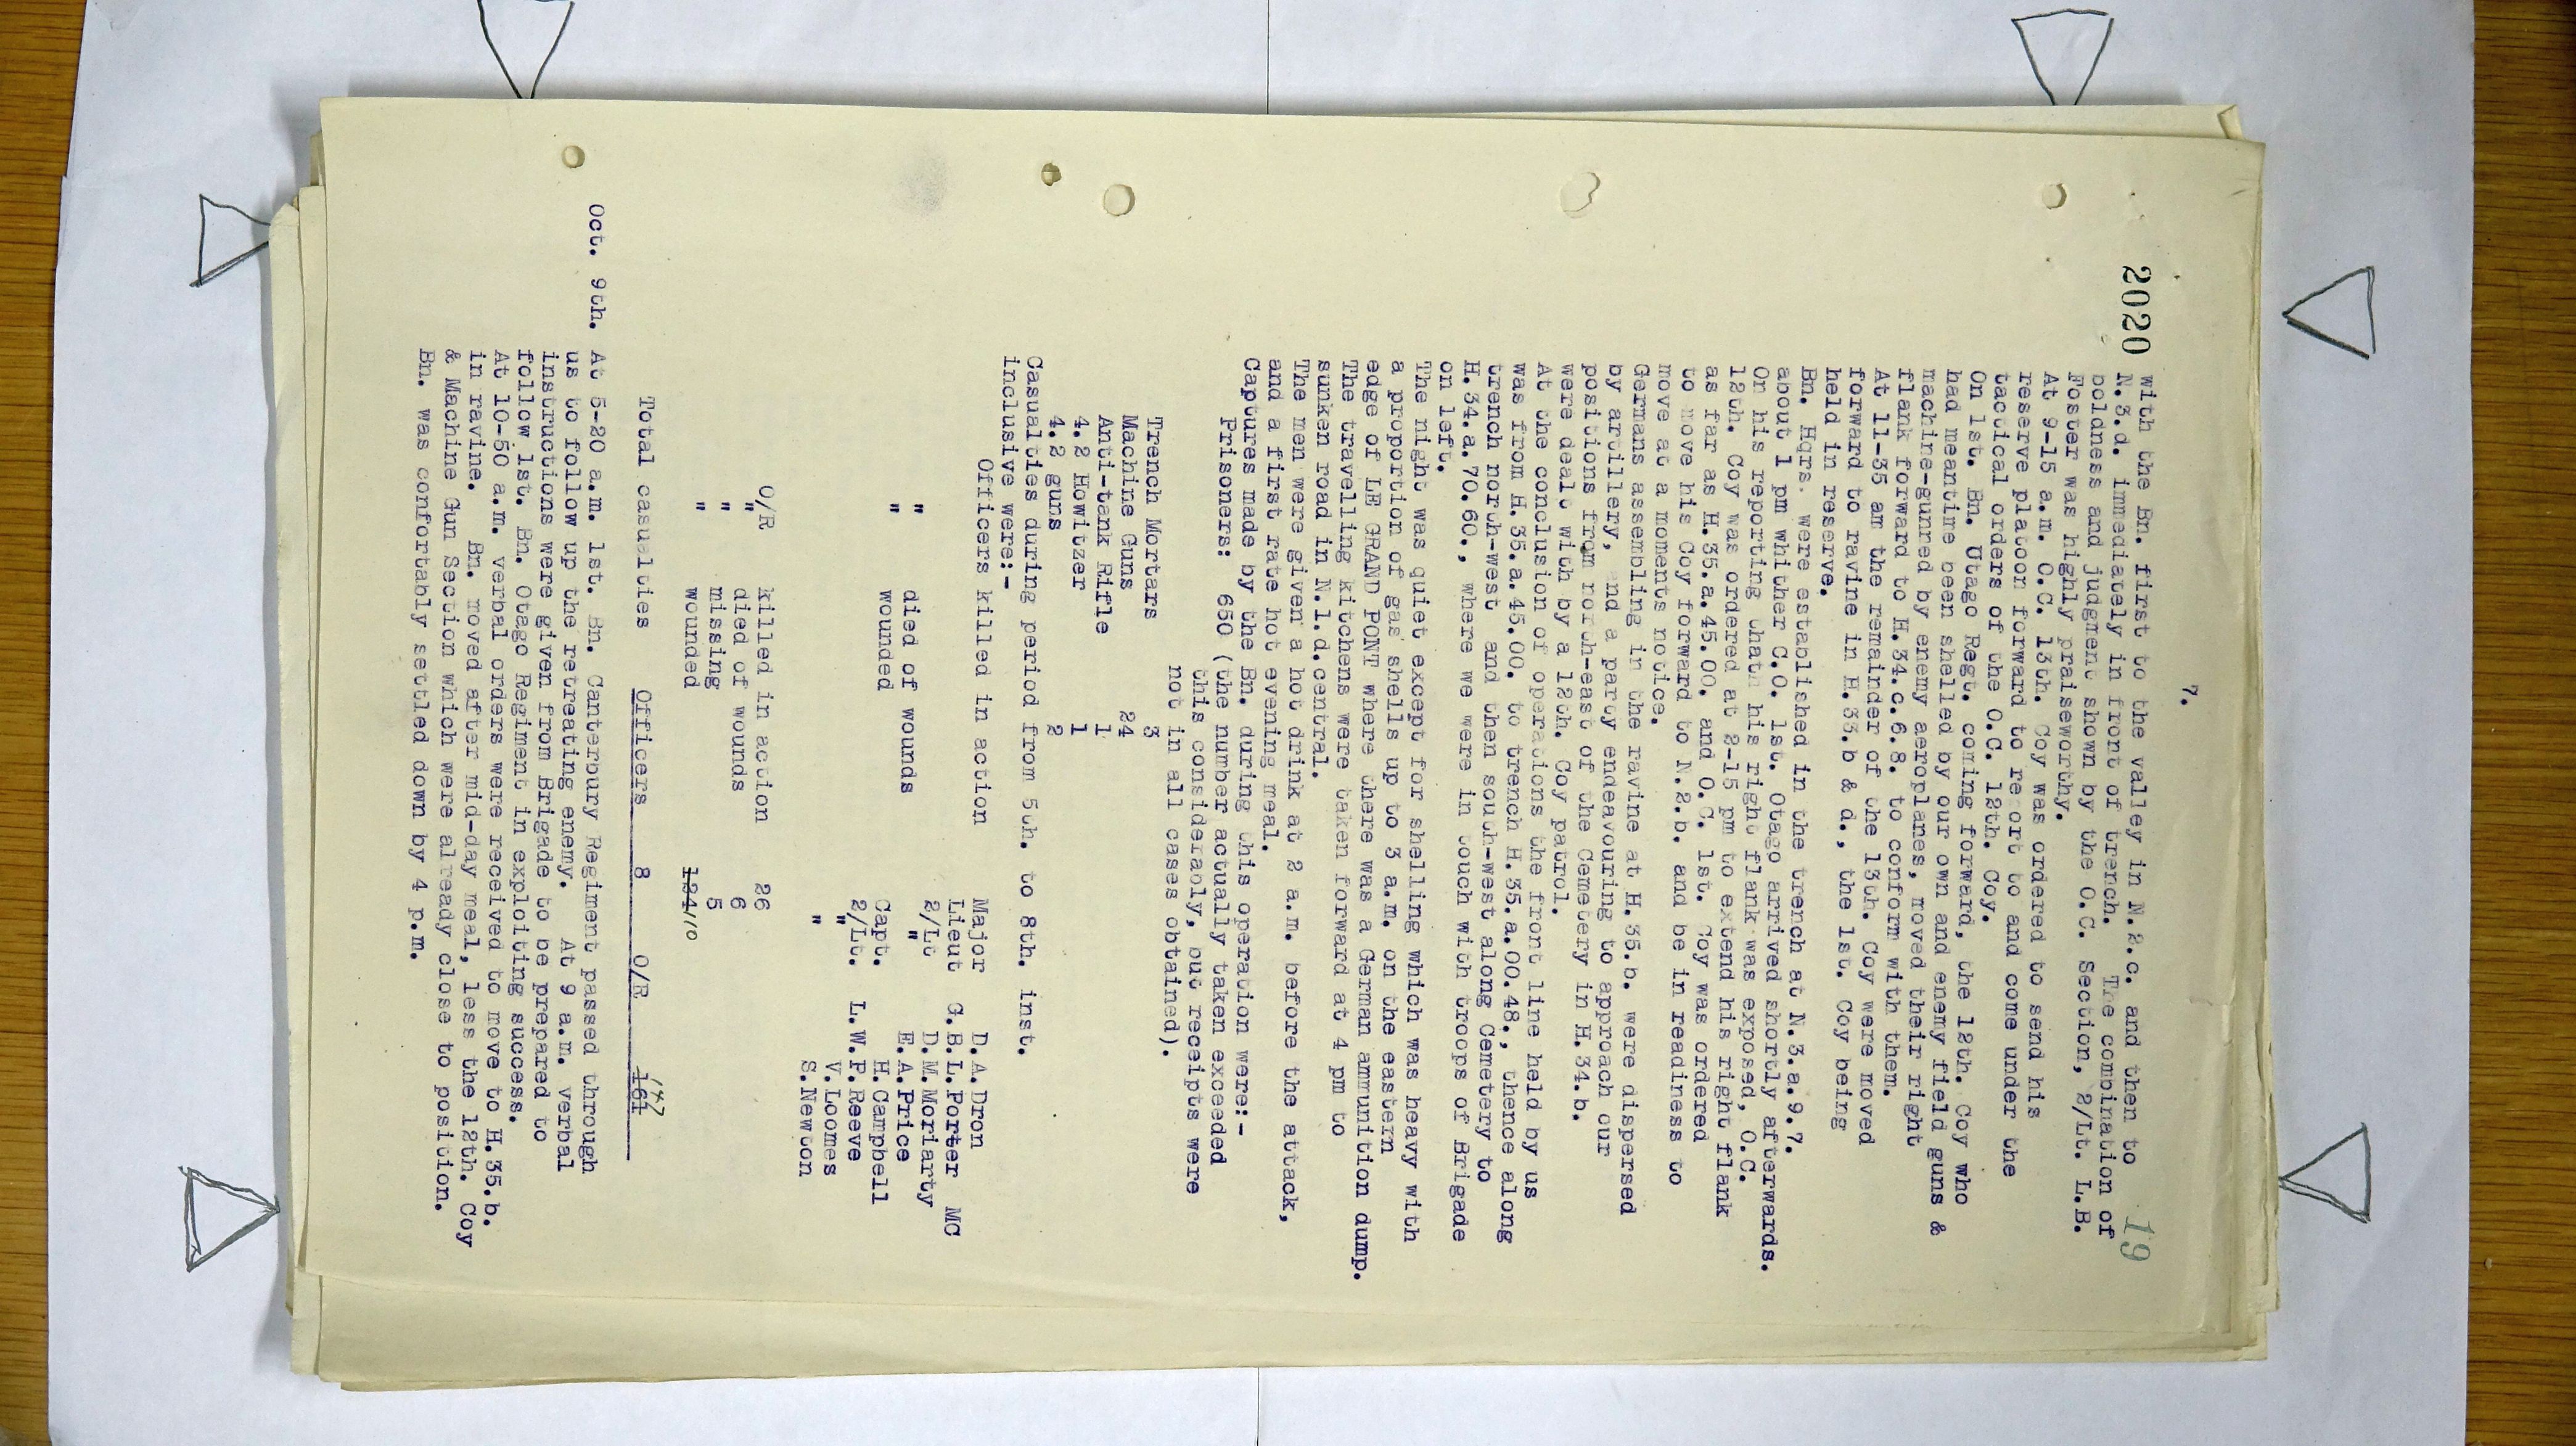 7.
2020
19
with the Bn. first to the valley in N.2.c. and then to
N.3.d. immediately in front of trench. The combination of
boldness and judgment shown by the O.C. Section, 2/Lt. L.B.
Foster was highly praiseworthy.
At 9-15 a.m. O.C. 13th. Coy was ordered to send his
reserve platoon forward to report to and come under the
tactical orders of the O.C. 12th. Coy.
On 1st. Bn. Otago Regt. coming forward, the 12th. Coy who
had meantime been shelled by our own and enemy field guns &
machine-gunned by enemy aeroplanes, moved their right
flank forward to H.34.c.6.8. to conform with them.
At 11-35 am the remainder of the 13th. Coy were moved
forward to ravine in H.33.b & d., the 1st. Coy being
held in reserve.
Bn. Hqrs. were established in the trench at N.3.a.9.7.
about 1 pm whither C.O. 1st. Otago arrived shortly afterwards.
On his reporting that his right flank was exposed, O.C.
12th. Coy was ordered at 2-15 pm to extend his right flank
as far as H.35.a.45.00. and O.C. 1st. Coy was ordered
to move his Coy forward to N.2.b. and be in readiness to
move at a moments notice.
Germans assembling in the ravine at H.35.b. were dispersed
by artillery, and a party endeavouring to approach our
positions from north-east of the Cemetery in H.34.b.
were dealt with by a 12th. Coy patrol.
At the conclusion of operations the front line held by us
was from H.35.a.45.00. to trench H.35.a.00.48., thence along
trench north-west and then south-west along Cemetery to
H.34.a.70.60., where we were in touch with troops of Brigade
on left.
The night was quiet except for shelling which was heavy with
a proportion of gas shells up to 3 a.m. on the eastern
edge of LE GRAND PONT where there was a German ammunition dump.
The travelling kitchens were taken forward at 4 pm to
sunken road in N.1.d.central.
The men were given a hot drink at 2 a.m. before the attack,
and a first rate hot evening meal.
Captures made by the Bn. during this operation were:-
Prisoners: 650 (the number actually taken exceeded
this considerably, but receipts were
not in all cases obtained).
Trench Mortars 3
Machine Guns 24
Anti-tank Rifle 1
4.2 Howitzer 1
4.2 guns 2
Casualties during period from 5th. to 8th. inst.
inclusive were:-
Officers killed in action Major D.A.Dron
Lieut G.B.L.Porter MC
" died of wounds 2/Lt D.M.Moriarty
" E.A.Price
" wounded Capt. H.Campbell
2/Lt. L.W.P.Reeve
" V.Loomes
" S.Newton
O/R killed in action 26
" died of wounds 6
" missing 5
" wounded 124 110
Total casualties Officers 8 O/R 161 147
Oct. 9th. At 5-20 a.m. 1st. Bn. Canterbury Regiment passed through
us to follow up the retreating enemy. At 9 a.m. verbal
instructions were given from Brigade to be prepared to
follow 1st. Bn. Otago Regiment in exploiting success.
At 10-50 a.m. verbal orders were received to move to H.35.b.
in ravine. Bn. moved after mid-day meal, less the 12th. Coy
& Machine Gun Section which were already close to position.
Bn. was confortably settled down by 4 p.m.